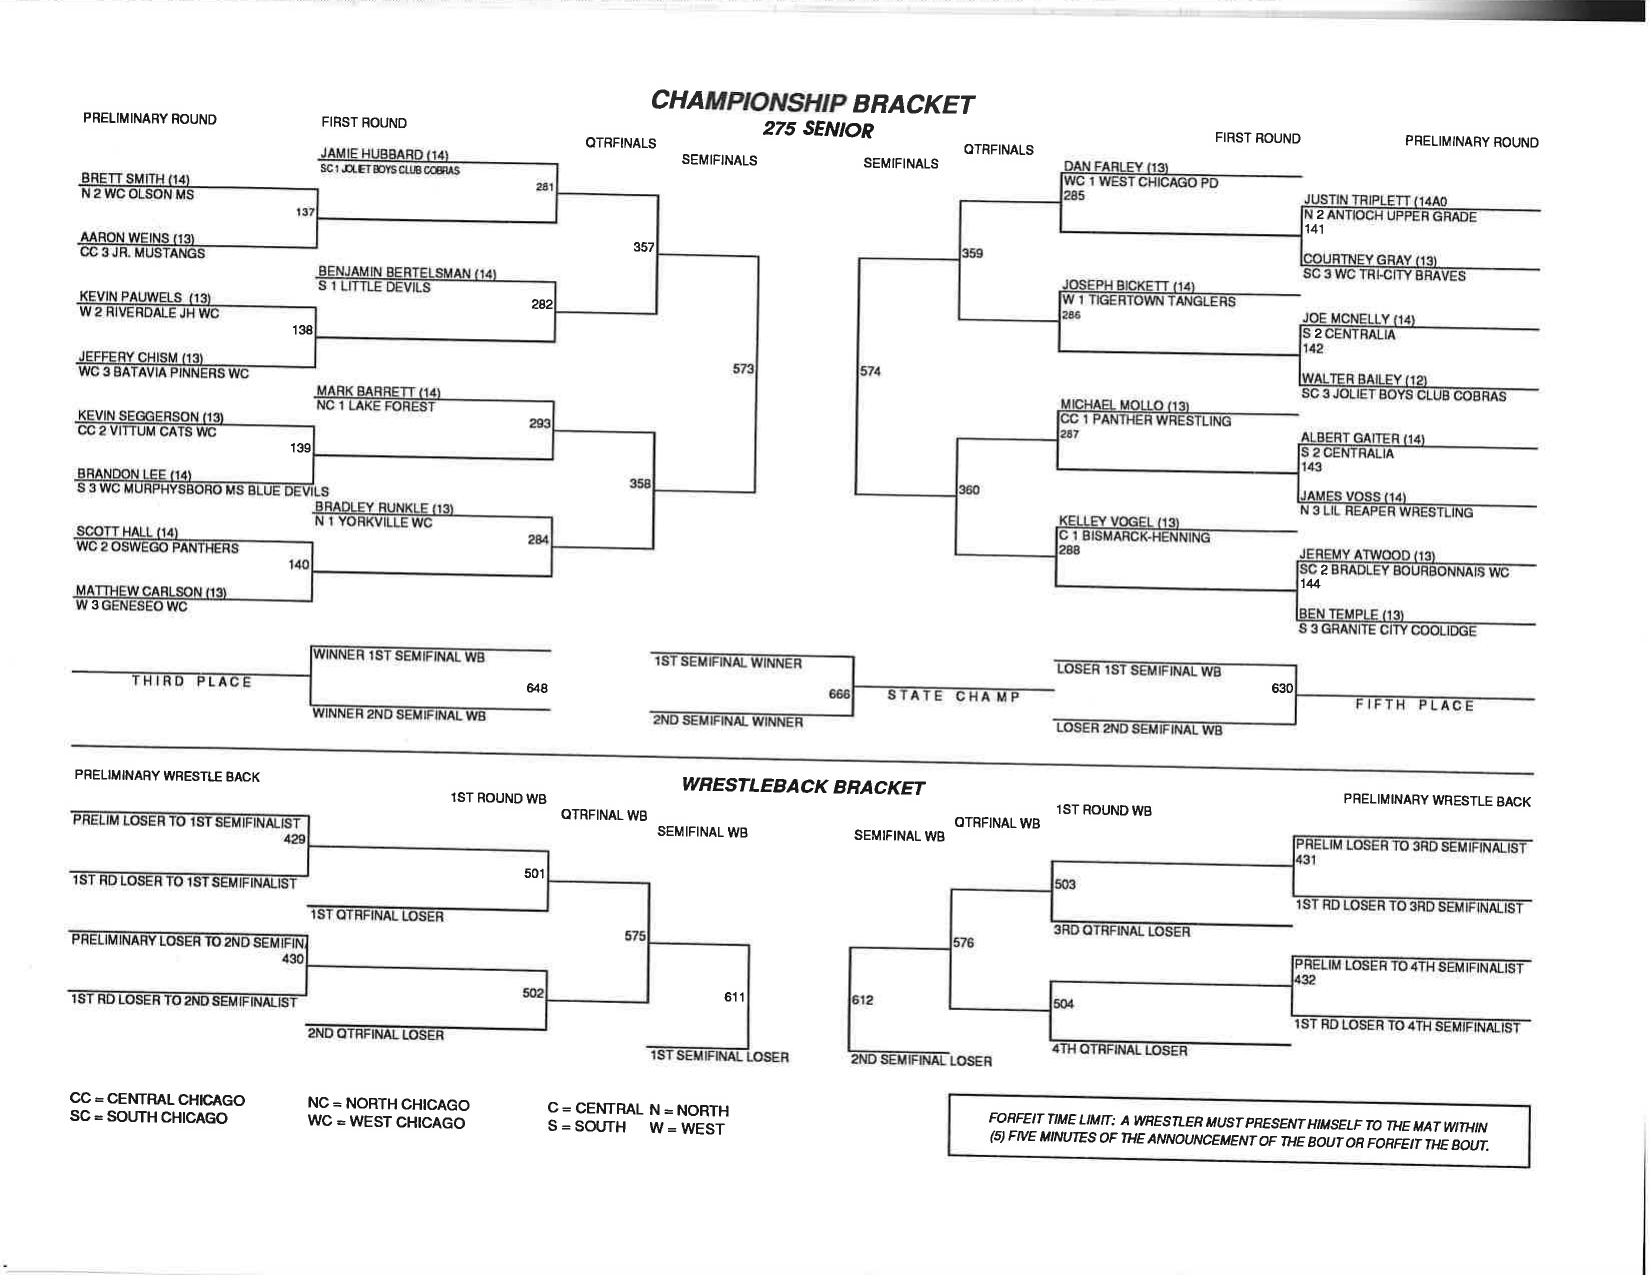 CHAMPIONSHIP BRACKET
275 SENIOR
PRELIMINARY ROUND
FIRST ROUND
QTRFINALS
SEMIFINALS
SEMIFINALS
QTRFINALS
FIRST ROUND
PRELIMINARY ROUND
JAMIE HUBBARD (14)
SC 1 JOLIET BOYS CLUB COBRAS
281
BRETT SMITH (14)
N 2 WC OLSON MS
137
AARON WEINS (13)
CC 3 JR. MUSTANGS
357
BENJAMIN BERTELSMAN (14)
S 1 LITTLE DEVILS
282
KEVIN PAUWELS (13)
W 2 RIVERDALE JH WC
138
JEFFERY CHISM (13)
WC 3 BATAVIA PINNERS WC
573
MARK BARRETT (14)
NC 1 LAKE FOREST
293
KEVIN SEGGERSON (13)
CC 2 VITTUM CATS WC
139
BRANDON LEE (14)
S 3 WC MURPHYSBORO MS BLUE DEVILS
358
BRADLEY RUNKLE (13)
N 1 YORKVILLE WC
284
SCOTT HALL (14)
WC 2 OSWEGO PANTHERS
140
MATTHEW CARLSON (13)
W 3 GENESEO WC
DAN FARLEY (13)
WC 1 WEST CHICAGO PD
285
JUSTIN TRIPLETT (14A0
N 2 ANTIOCH UPPER GRADE
141
COURTNEY GRAY (13)
SC 3 WC TRI-CITY BRAVES
359
JOSEPH BICKETT (14)
W 1 TIGERTOWN TANGLERS
286
JOE MCNELLY (14)
S 2 CENTRALIA
142
WALTER BAILEY (12)
SC 3 JOLIET BOYS CLUB COBRAS
574
MICHAEL MOLLO (13)
CC 1 PANTHER WRESTLING
287
ALBERT GAITER (14)
S 2 CENTRALIA
143
JAMES VOSS (14)
N 3 LIL REAPER WRESTLING
360
KELLEY VOGEL (13)
C 1 BISMARCK-HENNING
288
JEREMY ATWOOD (13)
SC 2 BRADLEY BOURBONNAIS WC
144
BEN TEMPLE (13)
S 3 GRANITE CITY COOLIDGE
WINNER 1ST SEMIFINAL WB
THIRD PLACE
648
WINNER 2ND SEMIFINAL WB
1ST SEMIFINAL WINNER
666
STATE CHAMP
2ND SEMIFINAL WINNER
LOSER 1ST SEMIFINAL WB
630
FIFTH PLACE
LOSER 2ND SEMIFINAL WB
WRESTLEBACK BRACKET
PRELIMINARY WRESTLE BACK
1ST ROUND WB
QTRFINAL WB
SEMIFINAL WB
SEMIFINAL WB
QTRFINAL WB
1ST ROUND WB
PRELIMINARY WRESTLE BACK
PRELIM LOSER TO 1ST SEMIFINALIST
429
1ST RD LOSER TO 1ST SEMIFINALIST
501
1ST QTRFINAL LOSER
575
PRELIMINARY LOSER TO 2ND SEMIFIN
430
1ST RD LOSER TO 2ND SEMIFINALIST
502
2ND QTRFINAL LOSER
611
1ST SEMIFINAL LOSER
PRELIM LOSER TO 3RD SEMIFINALIST
431
503
1ST RD LOSER TO 3RD SEMIFINALIST
3RD QTRFINAL LOSER
576
PRELIM LOSER TO 4TH SEMIFINALIST
432
612
504
1ST RD LOSER TO 4TH SEMIFINALIST
4TH QTRFINAL LOSER
2ND SEMIFINAL LOSER
CC = CENTRAL CHICAGO
SC = SOUTH CHICAGO
NC = NORTH CHICAGO
WC = WEST CHICAGO
C = CENTRAL N = NORTH
S = SOUTH W = WEST
FORFEIT TIME LIMIT: A WRESTLER MUST PRESENT HIMSELF TO THE MAT WITHIN
(5) FIVE MINUTES OF THE ANNOUNCEMENT OF THE BOUT OR FORFEIT THE BOUT.